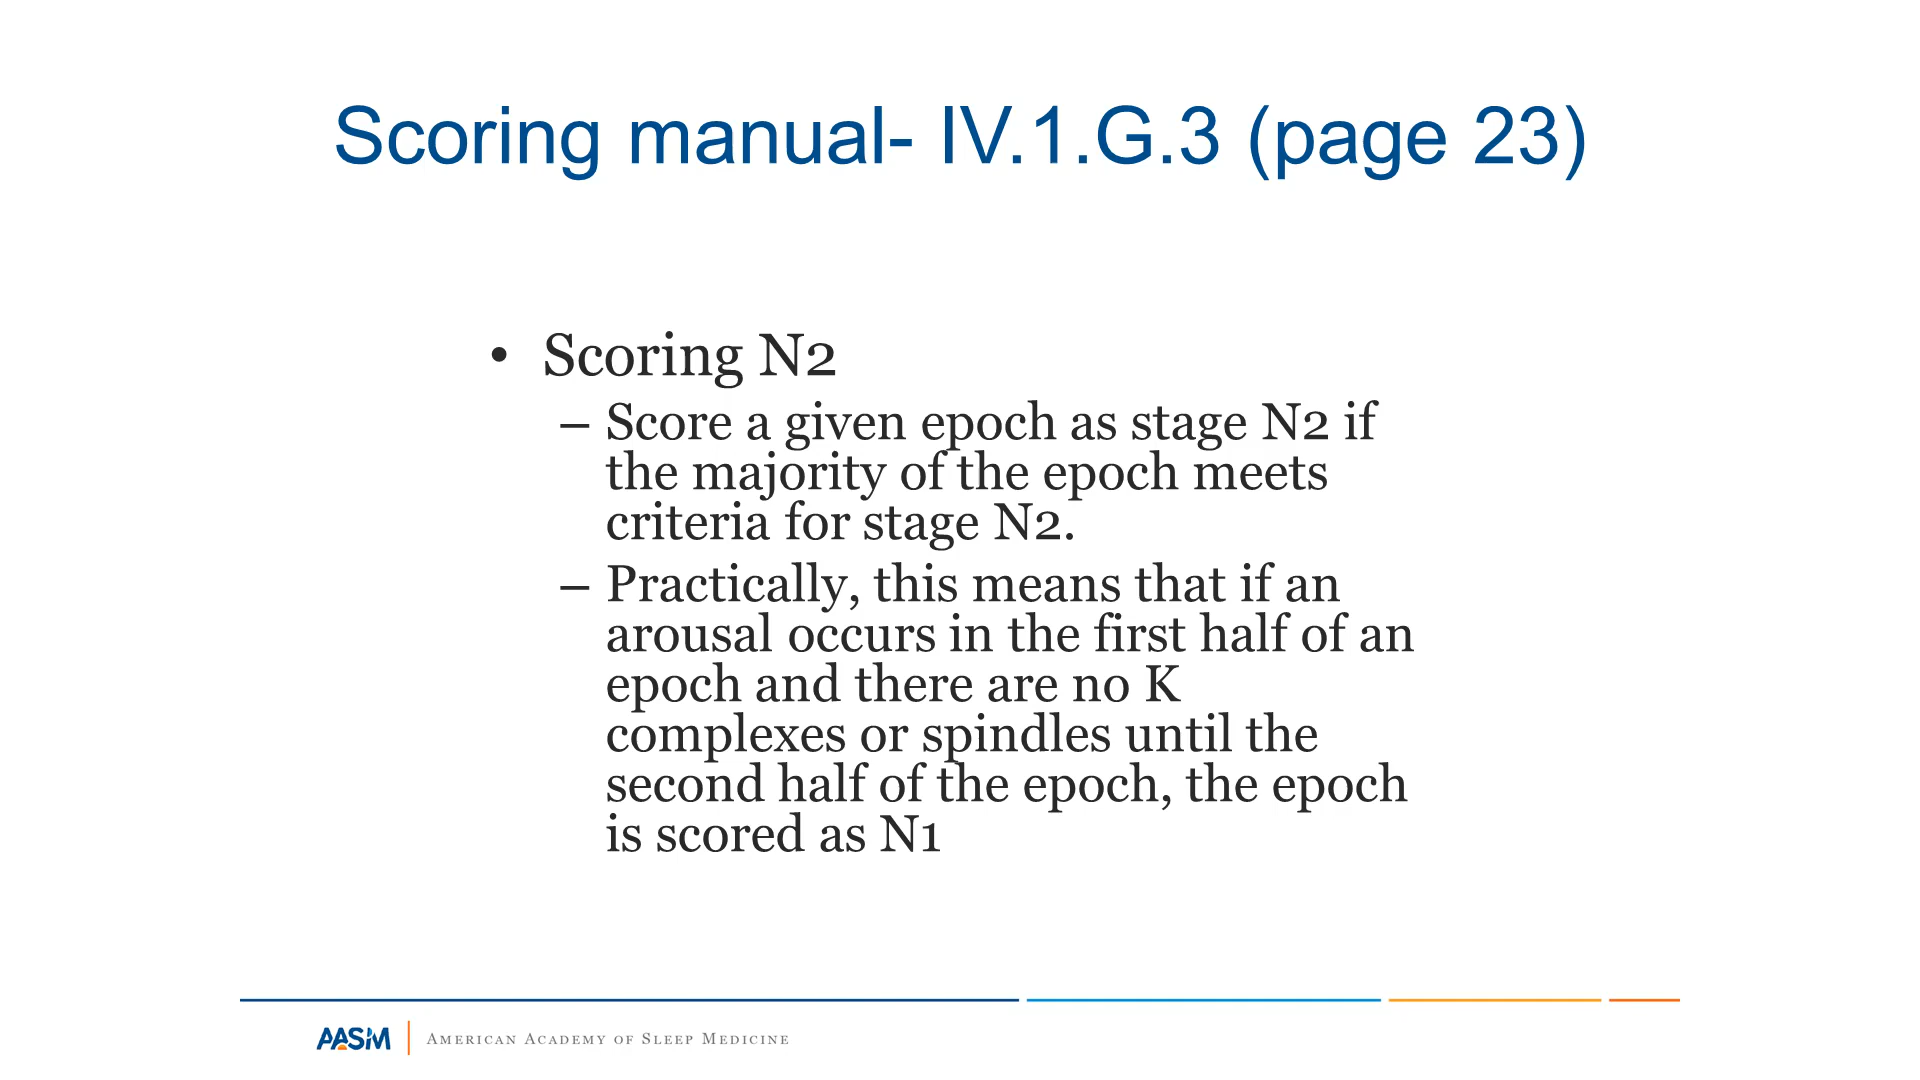 Scoring manual- IV.1.G.3 (page 23)
• Scoring N2
– Score a given epoch as stage N2 if
the majority of the epoch meets
criteria for stage N2.
– Practically, this means that if an
arousal occurs in the first half of an
epoch and there are no K
complexes or spindles until the
second half of the epoch, the epoch
is scored as N1
AASM | American Academy of Sleep Medicine